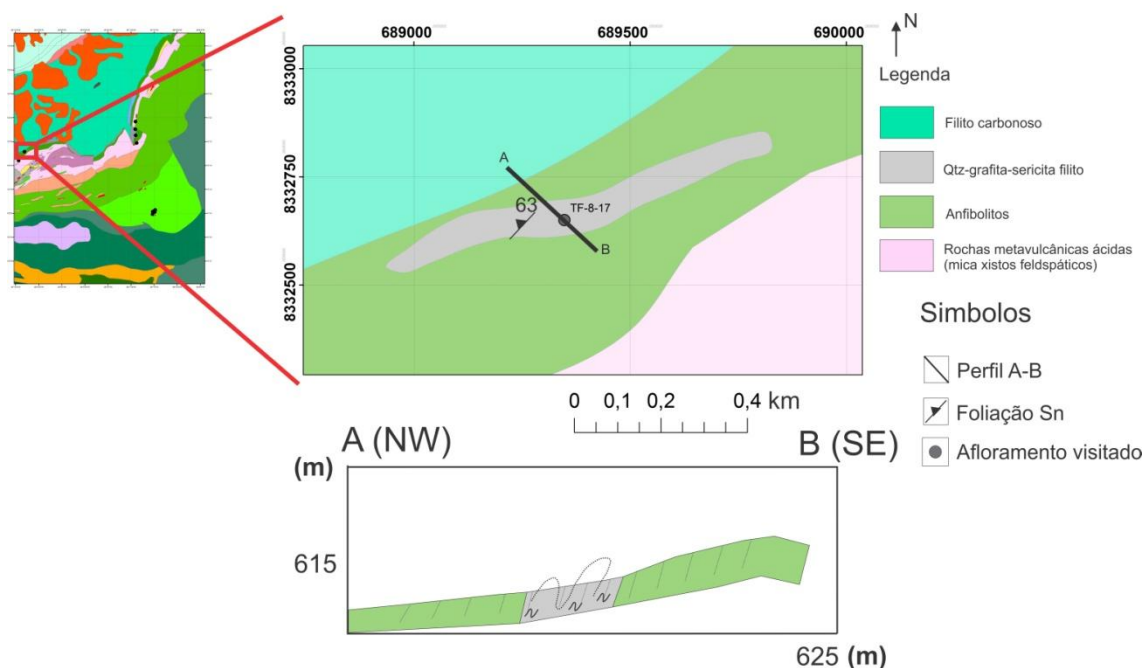 689000
689500
690000
N
8333000
8332750
8332500
A
63
TF-8-17
B
Legenda
Filito carbonoso
Qtz-grafita-sericita filito
Anfibolitos
Rochas metavulcânicas ácidas
(mica xistos feldspáticos)
Simbolos
Perfil A-B
Foliação Sn
Afloramento visitado
0 0,1 0,2 0,4 km
A (NW)
B (SE)
(m)
615
625 (m)